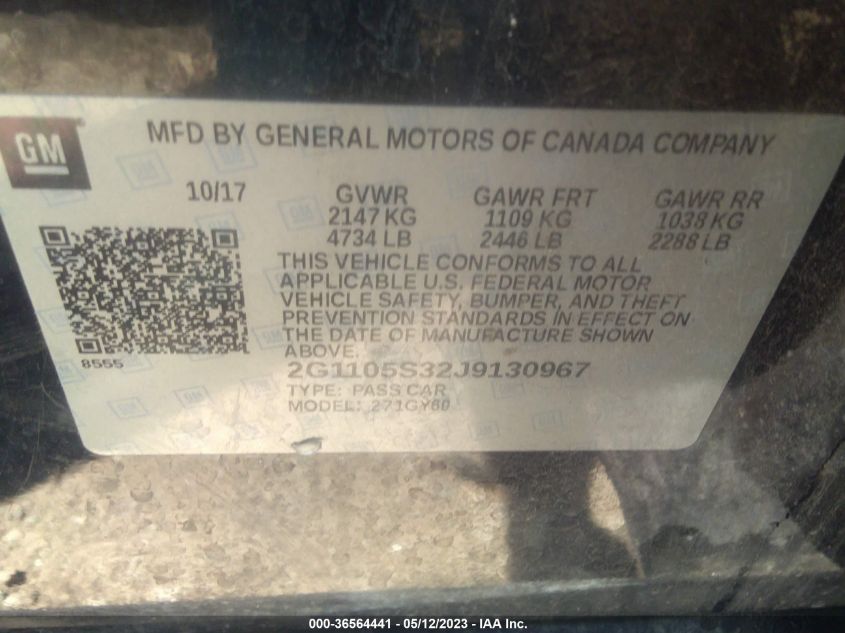 GM
MFD BY GENERAL MOTORS OF CANADA COMPANY
10/17 GVWR GAWR FRT GAWR RR
2147 KG 1109 KG 1038 KG
4734 LB 2446 LB 2288 LB
THIS VEHICLE CONFORMS TO ALL
APPLICABLE U.S. FEDERAL MOTOR
VEHICLE SAFETY, BUMPER, AND THEFT
PREVENTION STANDARDS IN EFFECT ON
THE DATE OF MANUFACTURE SHOWN
ABOVE.
8555
2G1105S32J9130967
TYPE: PASS CAR
MODEL: 271GY60
000-36564441 - 05/12/2023 - IAA Inc.